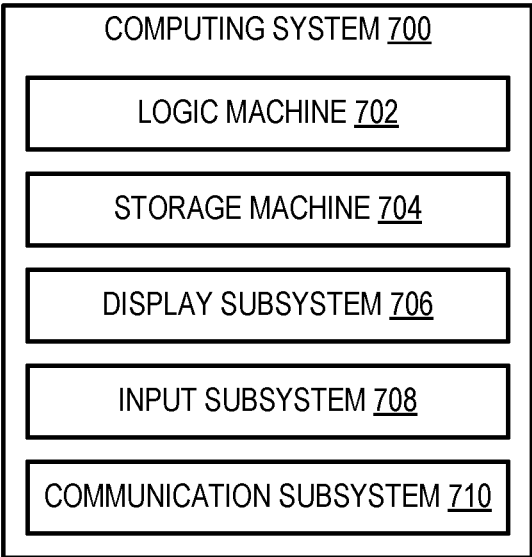 COMPUTING SYSTEM 700
LOGIC MACHINE 702
STORAGE MACHINE 704
DISPLAY SUBSYSTEM 706
INPUT SUBSYSTEM 708
COMMUNICATION SUBSYSTEM 710